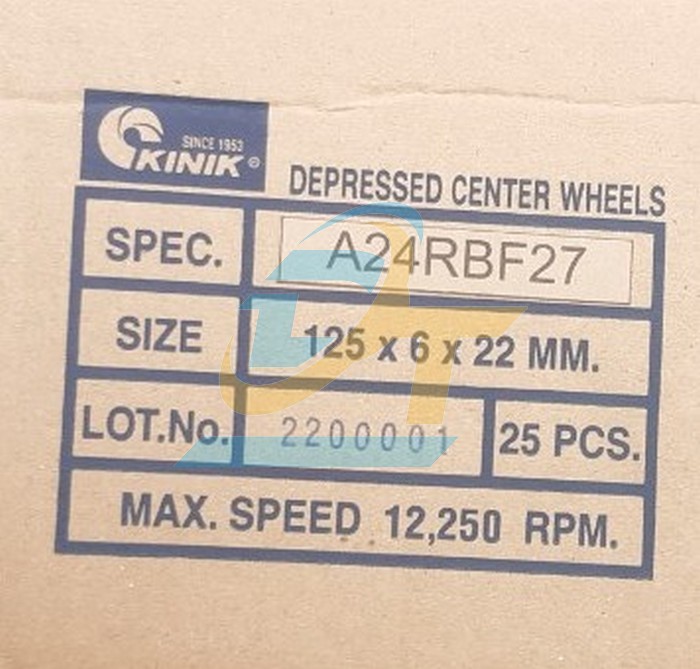 SINCE 1953
KINIK®
DEPRESSED CENTER WHEELS
SPEC. A24RBF27
SIZE 125 x 6 x 22 MM.
LOT.No. 2200001 25 PCS.
MAX. SPEED 12,250 RPM.